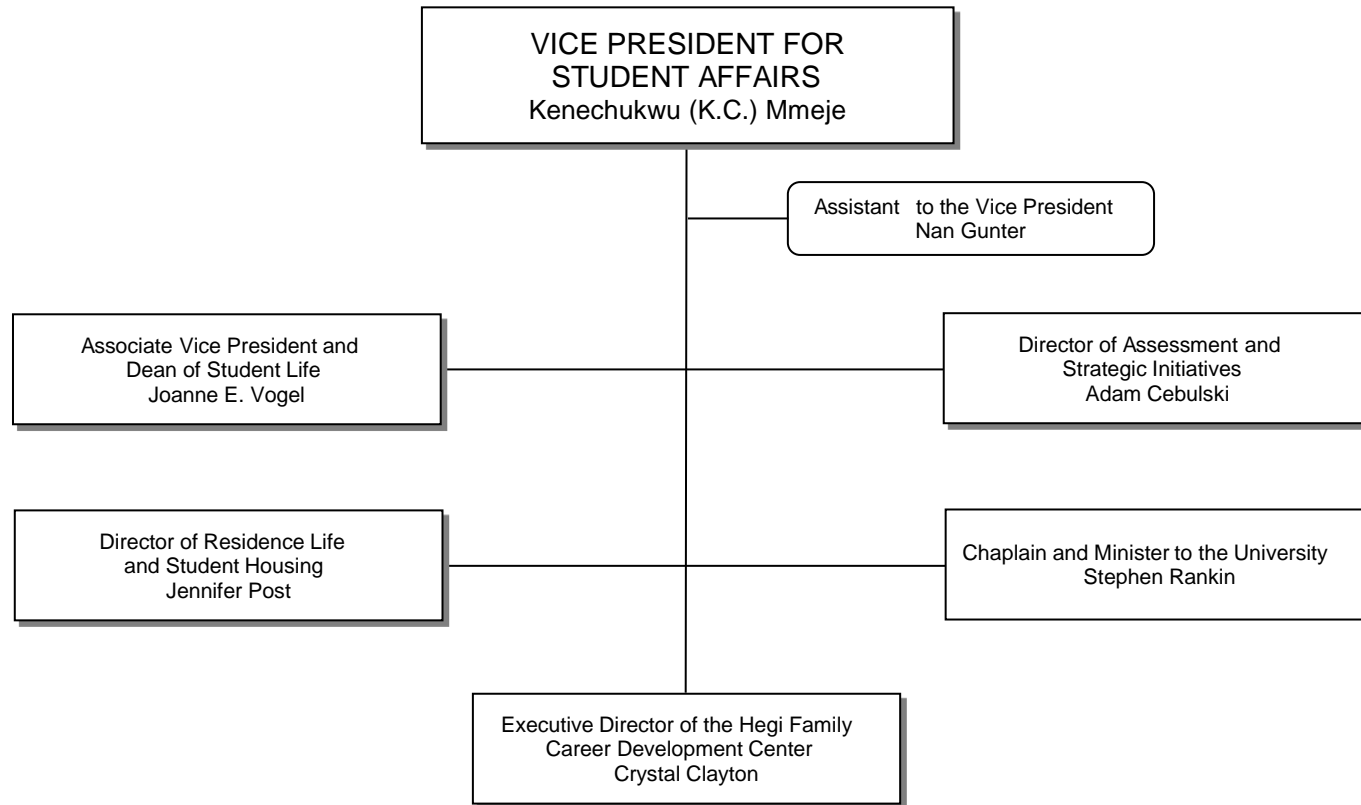 VICE PRESIDENT FOR
STUDENT AFFAIRS
Kenechukwu (K.C.) Mmeje
Assistant to the Vice President
Nan Gunter
Associate Vice President and
Dean of Student Life
Joanne E. Vogel
Director of Assessment and
Strategic Initiatives
Adam Cebulski
Director of Residence Life
and Student Housing
Jennifer Post
Chaplain and Minister to the University
Stephen Rankin
Executive Director of the Hegi Family
Career Development Center
Crystal Clayton